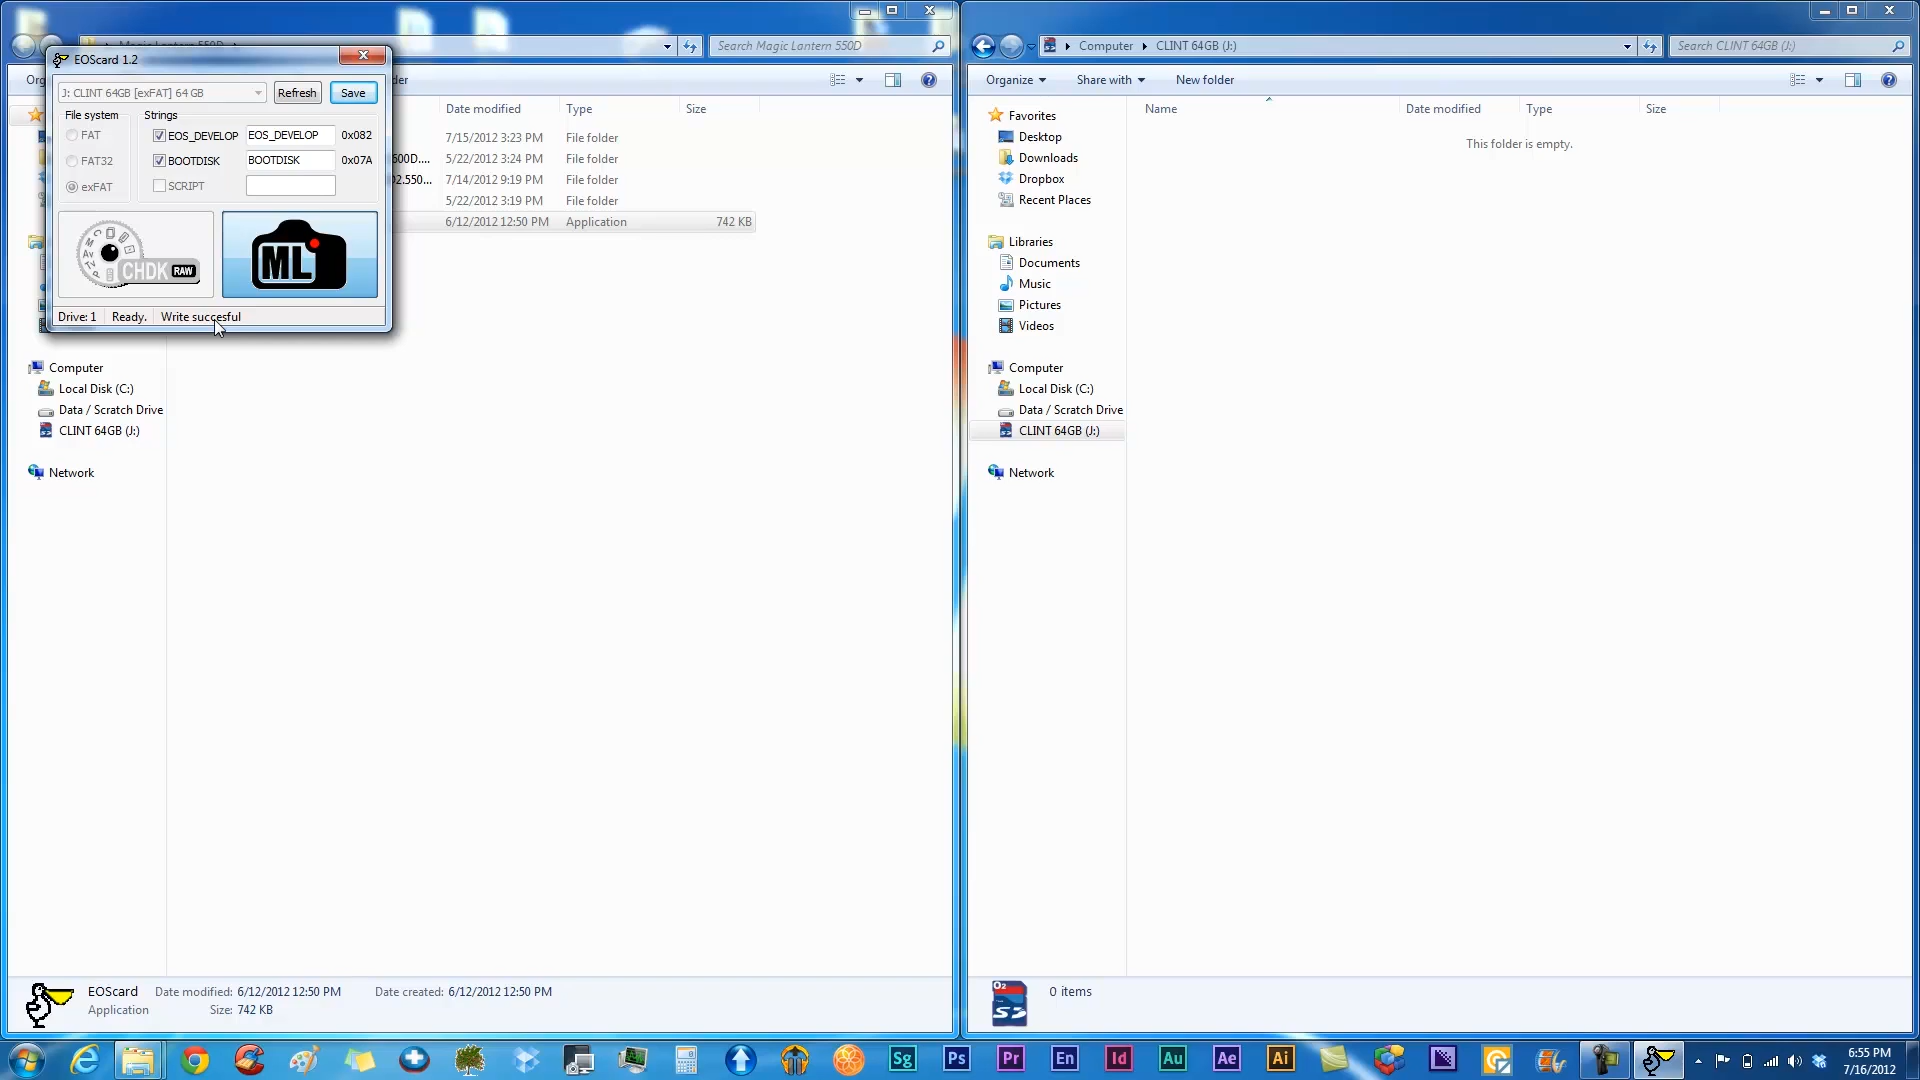 EOScard 1.2
J: CLINT 64GB [exFAT] 64 GB
Refresh
Save
File system
Strings
FAT
FAT32
exFAT
EOS_DEVELOP
EOS_DEVELOP
0x082
BOOTDISK
BOOTDISK
0x07A
SCRIPT
CHDK RAW
ML
Drive: 1
Ready.
Write succesful
Search Magic Lantern 550D
Date modified
Type
Size
7/15/2012 3:23 PM
File folder
5/22/2012 3:24 PM
File folder
7/14/2012 9:19 PM
File folder
5/22/2012 3:19 PM
File folder
6/12/2012 12:50 PM
Application
742 KB
Computer
Local Disk (C:)
Data / Scratch Drive
CLINT 64GB (J:)
Network
EOScard
Date modified: 6/12/2012 12:50 PM
Date created: 6/12/2012 12:50 PM
Application
Size: 742 KB
Computer
CLINT 64GB (J:)
Search CLINT 64GB (J:)
Organize
Share with
New folder
Name
Date modified
Type
Size
This folder is empty.
Favorites
Desktop
Downloads
Dropbox
Recent Places
Libraries
Documents
Music
Pictures
Videos
Computer
Local Disk (C:)
Data / Scratch Drive
CLINT 64GB (J:)
Network
0 items
Sg
Ps
Pr
En
Id
Au
Ae
Ai
6:55 PM
7/16/2012